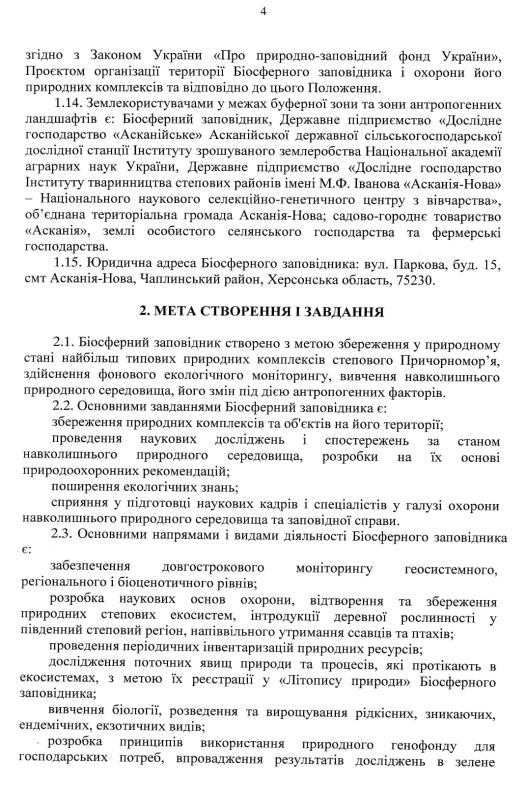 4
згідно з Законом України «Про природно-заповідний фонд України»,
Проєктом організації території Біосферного заповідника і охорони його
природних комплексів та відповідно до цього Положення.
1.14. Землекористувачами у межах буферної зони та зони антропогенних
ландшафтів є: Біосферний заповідник, Державне підприємство «Дослідне
господарство «Асканійське» Асканійської державної сільськогосподарської
дослідної станції Інституту зрошуваного землеробства Національної академії
аграрних наук України, Державне підприємство «Дослідне господарство
Інституту тваринництва степових районів імені М.Ф. Іванова «Асканія-Нова»
– Національного наукового селекційно-генетичного центру з вівчарства»,
об’єднана територіальна громада Асканія-Нова; садово-городнє товариство
«Асканія», землі особистого селянського господарства та фермерські
господарства.
1.15. Юридична адреса Біосферного заповідника: вул. Паркова, буд. 15,
смт Асканія-Нова, Чаплинський район, Херсонська область, 75230.
2. МЕТА СТВОРЕННЯ І ЗАВДАННЯ
2.1. Біосферний заповідник створено з метою збереження у природному
стані найбільш типових природних комплексів степового Причорномор’я,
здійснення фонового екологічного моніторингу, вивчення навколишнього
природного середовища, його змін під дією антропогенних факторів.
2.2. Основними завданнями Біосферний заповідника є:
збереження природних комплексів та об'єктів на його території;
проведення наукових досліджень і спостережень за станом
навколишнього природного середовища, розробки на їх основі
природоохоронних рекомендацій;
поширення екологічних знань;
сприяння у підготовці наукових кадрів і спеціалістів у галузі охорони
навколишнього природного середовища та заповідної справи.
2.3. Основними напрямами і видами діяльності Біосферного заповідника
є:
забезпечення довгострокового моніторингу геосистемного,
регіонального і біоценотичного рівнів;
розробка наукових основ охорони, відтворення та збереження
природних степових екосистем, інтродукції деревної рослинності у
південний степовий регіон, напіввільного утримання ссавців та птахів;
проведення періодичних інвентаризацій природних ресурсів;
дослідження поточних явищ природи та процесів, які протікають в
екосистемах, з метою їх реєстрації у «Літопису природи» Біосферного
заповідника;
вивчення біології, розведення та вирощування рідкісних, зникаючих,
ендемічних, екзотичних видів;
розробка принципів використання природного генофонду для
господарських потреб, впровадження результатів досліджень в зелене